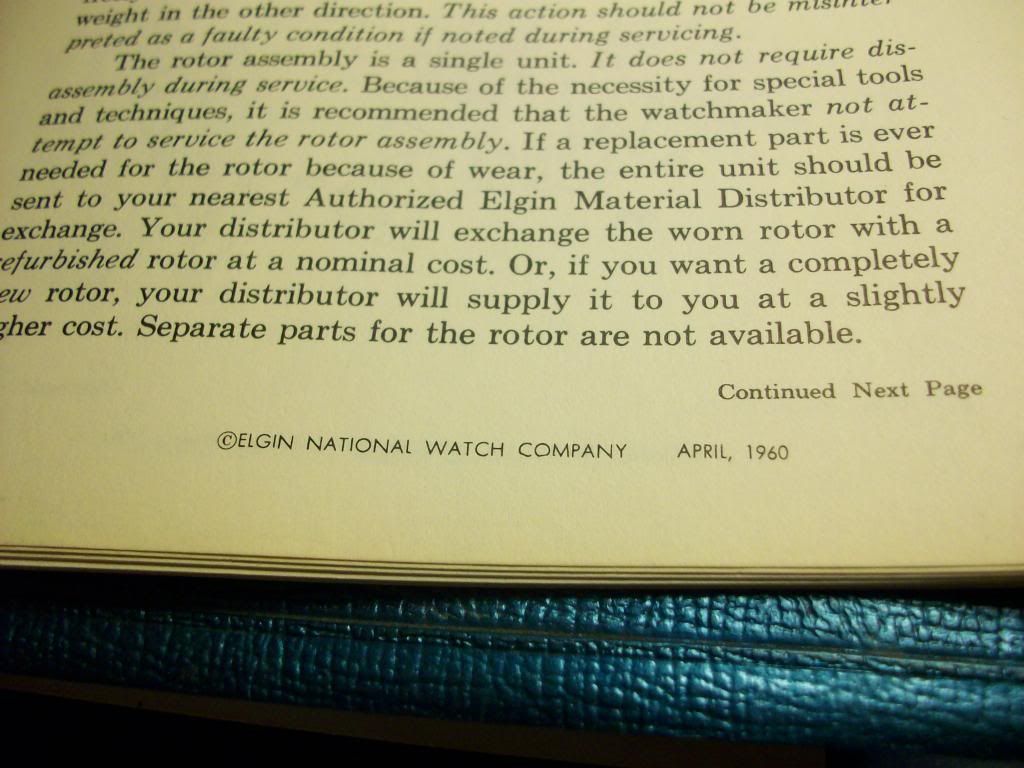 weight in the other direction. This action should not be misinter-
preted as a faulty condition if noted during servicing.
The rotor assembly is a single unit. It does not require dis-
assembly during service. Because of the necessity for special tools
and techniques, it is recommended that the watchmaker not at-
tempt to service the rotor assembly. If a replacement part is ever
needed for the rotor because of wear, the entire unit should be
sent to your nearest Authorized Elgin Material Distributor for
exchange. Your distributor will exchange the worn rotor with a
efurbished rotor at a nominal cost. Or, if you want a completely
ew rotor, your distributor will supply it to you at a slightly
gher cost. Separate parts for the rotor are not available.
Continued Next Page
©ELGIN NATIONAL WATCH COMPANY APRIL, 1960